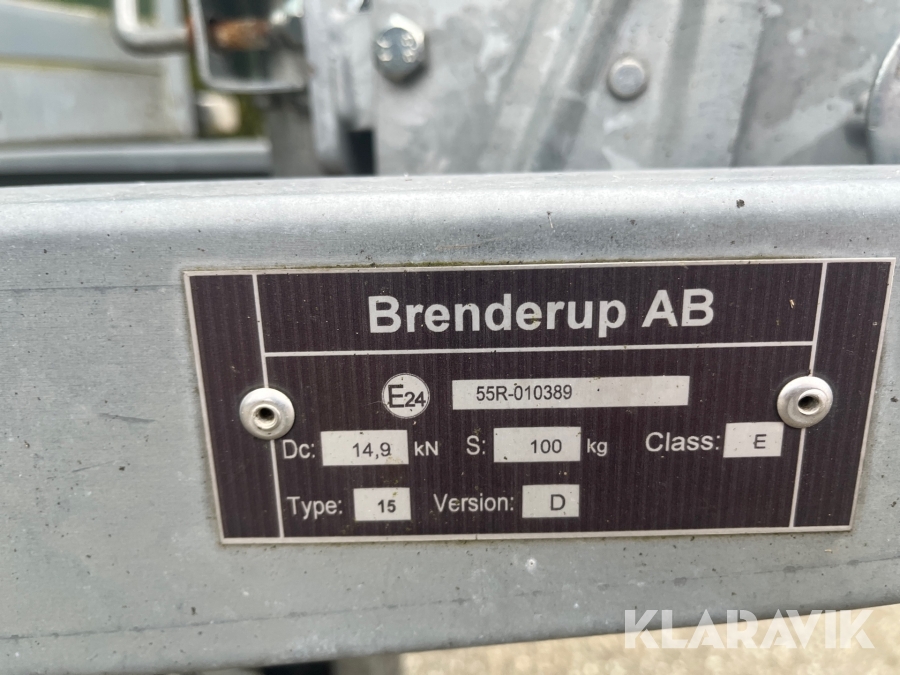 Brenderup AB
E24 55R-010389
Dc: 14,9 kN S: 100 kg Class: E
Type: 15 Version: D
KLARAVIK